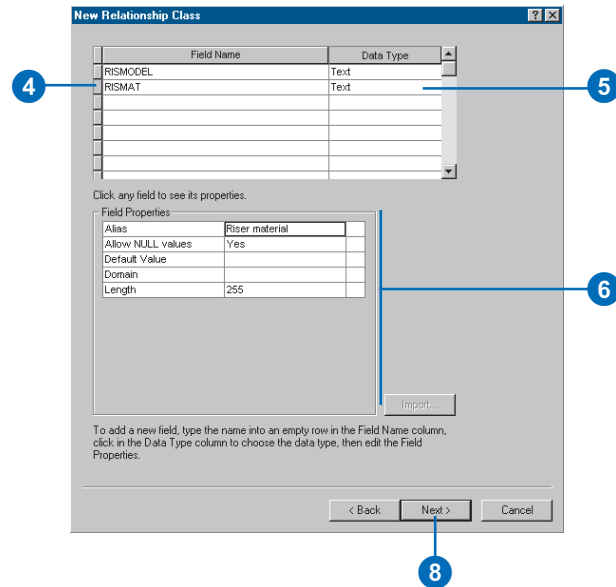 New Relationship Class
Field Name Data Type
RISMODEL Text
4 RISMAT Text 5
Click any field to see its properties.
Field Properties
Alias Riser material
Allow NULL values Yes
Default Value
Domain 6
Length 255
Import...
To add a new field, type the name into an empty row in the Field Name column,
click in the Data Type column to choose the data type, then edit the Field
Properties.
< Back Next > Cancel
8